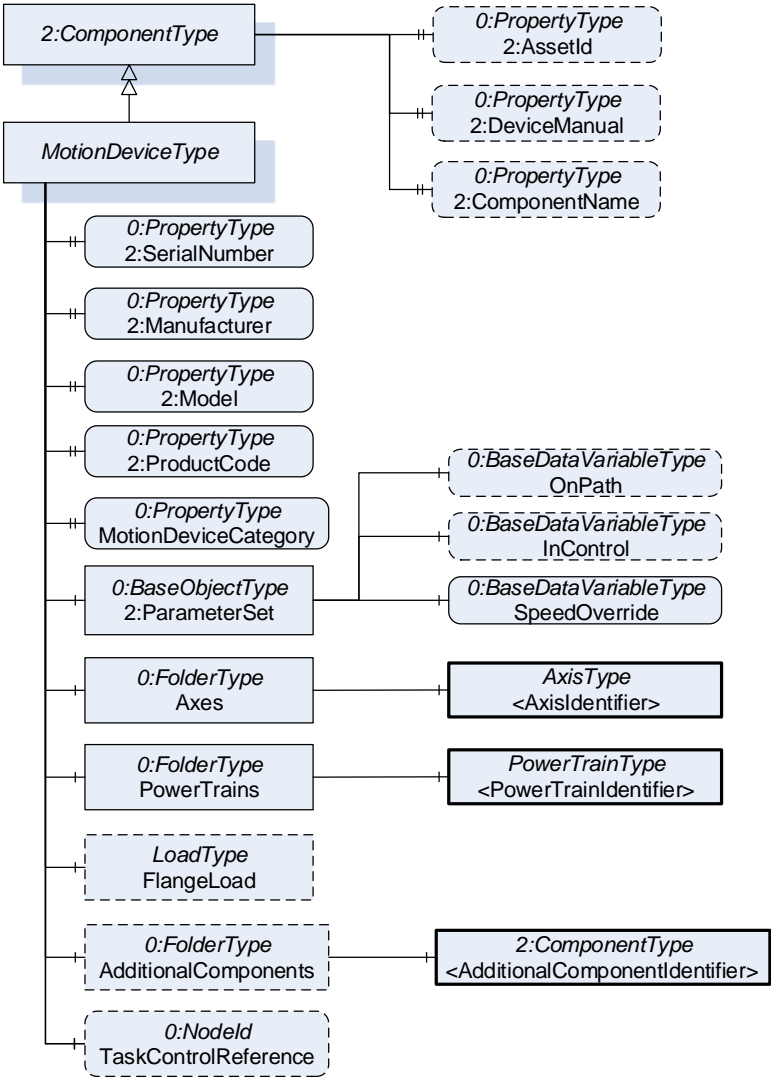 2:ComponentType
0:PropertyType
2:AssetId
0:PropertyType
2:DeviceManual
MotionDeviceType
0:PropertyType
2:ComponentName
0:PropertyType
2:SerialNumber
0:PropertyType
2:Manufacturer
0:PropertyType
2:Model
0:PropertyType
2:ProductCode
0:BaseDataVariableType
OnPath
0:PropertyType
MotionDeviceCategory
0:BaseDataVariableType
InControl
0:BaseObjectType
2:ParameterSet
0:BaseDataVariableType
SpeedOverride
0:FolderType
Axes
AxisType
<AxisIdentifier>
0:FolderType
PowerTrains
PowerTrainType
<PowerTrainIdentifier>
LoadType
FlangeLoad
0:FolderType
AdditionalComponents
2:ComponentType
<AdditionalComponentIdentifier>
0:NodeId
TaskControlReference